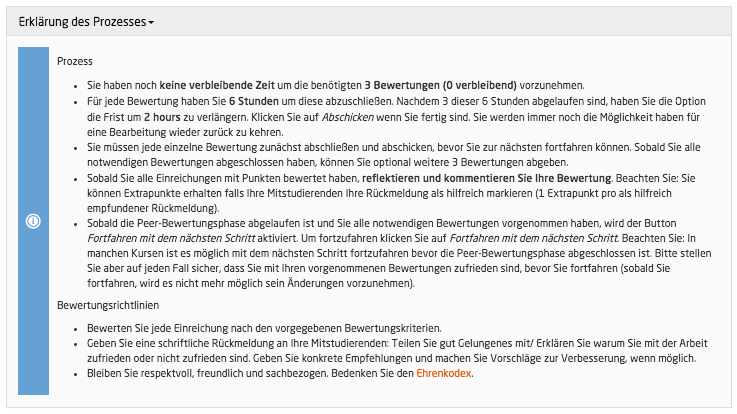 Erklärung des Prozesses
Prozess
Sie haben noch keine verbleibende Zeit um die benötigten 3 Bewertungen (0 verbleibend) vorzunehmen.
Für jede Bewertung haben Sie 6 Stunden um diese abzuschließen. Nachdem 3 dieser 6 Stunden abgelaufen sind, haben Sie die Option
die Frist um 2 hours zu verlängern. Klicken Sie auf Abschicken wenn Sie fertig sind. Sie werden immer noch die Möglichkeit haben für
eine Bearbeitung wieder zurück zu kehren.
Sie müssen jede einzelne Bewertung zunächst abschließen und abschicken, bevor Sie zur nächsten fortfahren können. Sobald Sie alle
notwendigen Bewertungen abgeschlossen haben, können Sie optional weitere 3 Bewertungen abgeben.
Sobald Sie alle Einreichungen mit Punkten bewertet haben, reflektieren und kommentieren Sie Ihre Bewertung. Beachten Sie: Sie
können Extrapunkte erhalten falls Ihre Mitstudierenden Ihre Rückmeldung als hilfreich markieren (1 Extrapunkt pro als hilfreich
empfundener Rückmeldung).
Sobald die Peer-Bewertungsphase abgelaufen ist und Sie alle notwendigen Bewertungen vorgenommen haben, wird der Button
Fortfahren mit dem nächsten Schritt aktiviert. Um fortzufahren klicken Sie auf Fortfahren mit dem nächsten Schritt. Beachten Sie: In
manchen Kursen ist es möglich mit dem nächsten Schritt fortzufahren bevor die Peer-Bewertungsphase abgeschlossen ist. Bitte stellen
Sie aber auf jeden Fall sicher, dass Sie mit Ihren vorgenommenen Bewertungen zufrieden sind, bevor Sie fortfahren (sobald Sie
fortfahren, wird es nicht mehr möglich sein Änderungen vorzunehmen).
Bewertungsrichtlinien
Bewerten Sie jede Einreichung nach den vorgegebenen Bewertungskriterien.
Geben Sie eine schriftliche Rückmeldung an Ihre Mitstudierenden: Teilen Sie gut Gelungenes mit/ Erklären Sie warum Sie mit der Arbeit
zufrieden oder nicht zufrieden sind. Geben Sie konkrete Empfehlungen und machen Sie Vorschläge zur Verbesserung, wenn möglich.
Bleiben Sie respektvoll, freundlich und sachbezogen. Bedenken Sie den Ehrenkodex.